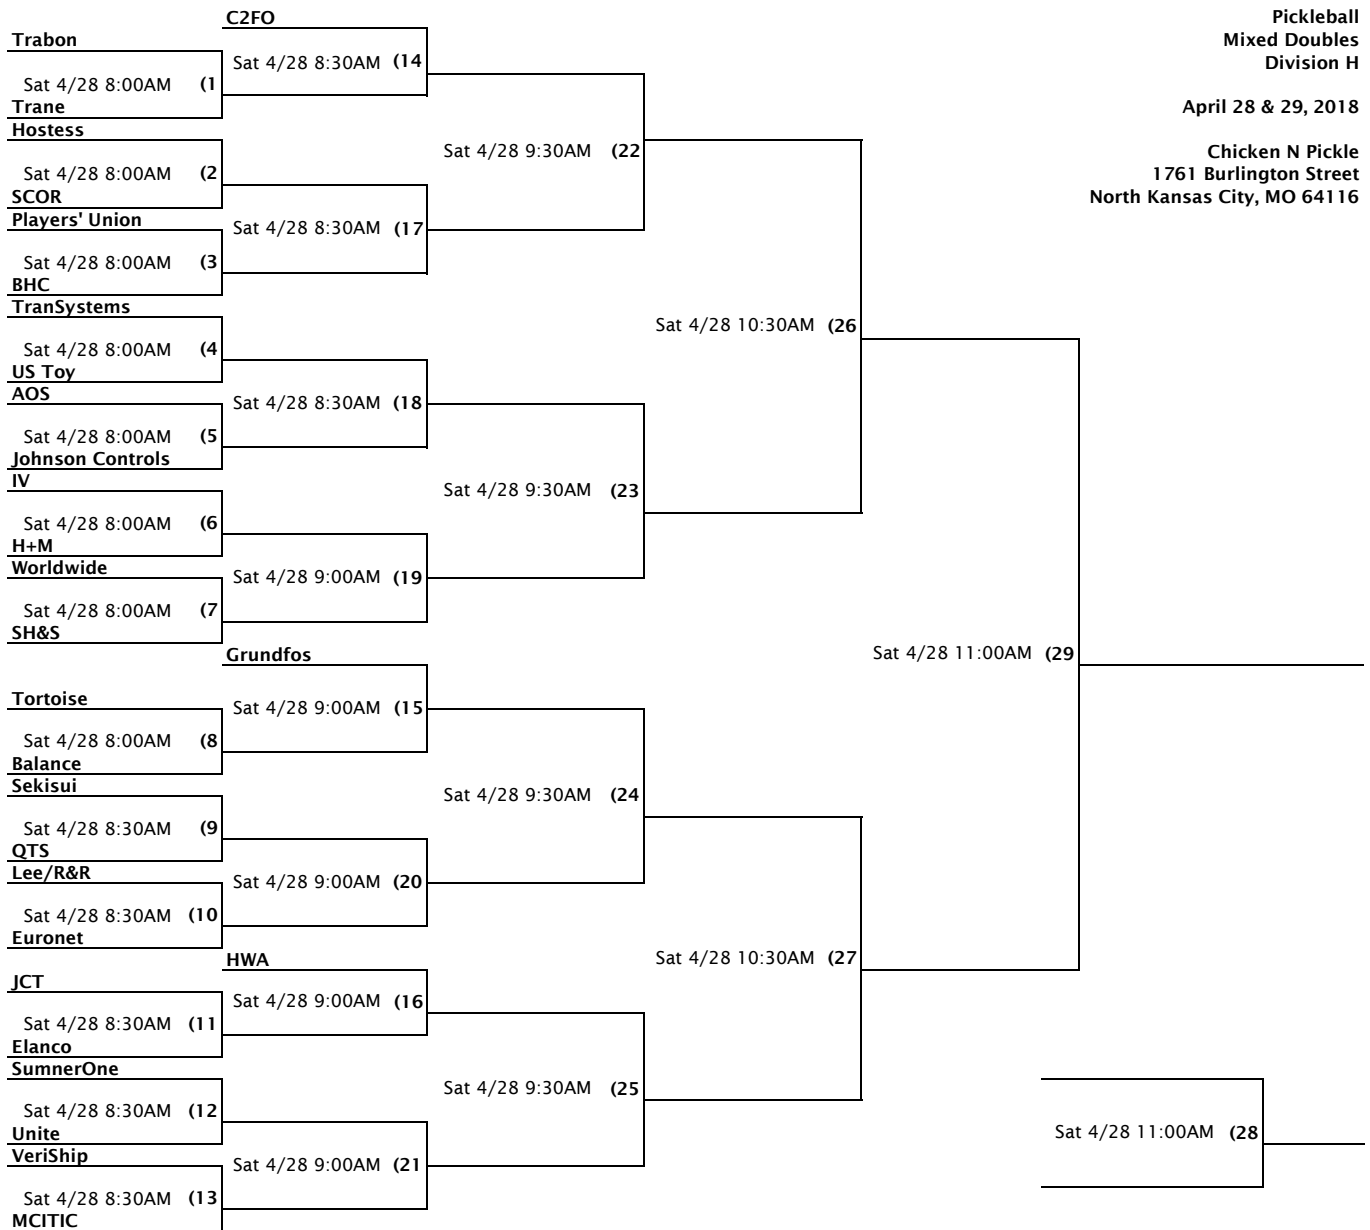 C2FO
Pickleball
Trabon
Mixed Doubles
Sat 4/28 8:30AM (14
Division H
Sat 4/28 8:00AM (1
Trane
April 28 & 29, 2018
Hostess
Sat 4/28 9:30AM (22
Chicken N Pickle
Sat 4/28 8:00AM (2
1761 Burlington Street
SCOR
North Kansas City, MO 64116
Players' Union
Sat 4/28 8:30AM (17
Sat 4/28 8:00AM (3
BHC
TranSystems
Sat 4/28 10:30AM (26
Sat 4/28 8:00AM (4
US Toy
AOS
Sat 4/28 8:30AM (18
Sat 4/28 8:00AM (5
Johnson Controls
IV
Sat 4/28 9:30AM (23
Sat 4/28 8:00AM (6
H+M
Worldwide
Sat 4/28 9:00AM (19
Sat 4/28 8:00AM (7
SH&S
Grundfos
Sat 4/28 11:00AM (29
Tortoise
Sat 4/28 9:00AM (15
Sat 4/28 8:00AM (8
Balance
Sekisui
Sat 4/28 9:30AM (24
Sat 4/28 8:30AM (9
QTS
Lee/R&R
Sat 4/28 9:00AM (20
Sat 4/28 8:30AM (10
Euronet
HWA
Sat 4/28 10:30AM (27
JCT
Sat 4/28 9:00AM (16
Sat 4/28 8:30AM (11
Elanco
SumnerOne
Sat 4/28 9:30AM (25
Sat 4/28 8:30AM (12
Unite
Sat 4/28 11:00AM (28
VeriShip
Sat 4/28 9:00AM (21
Sat 4/28 8:30AM (13
MCITIC